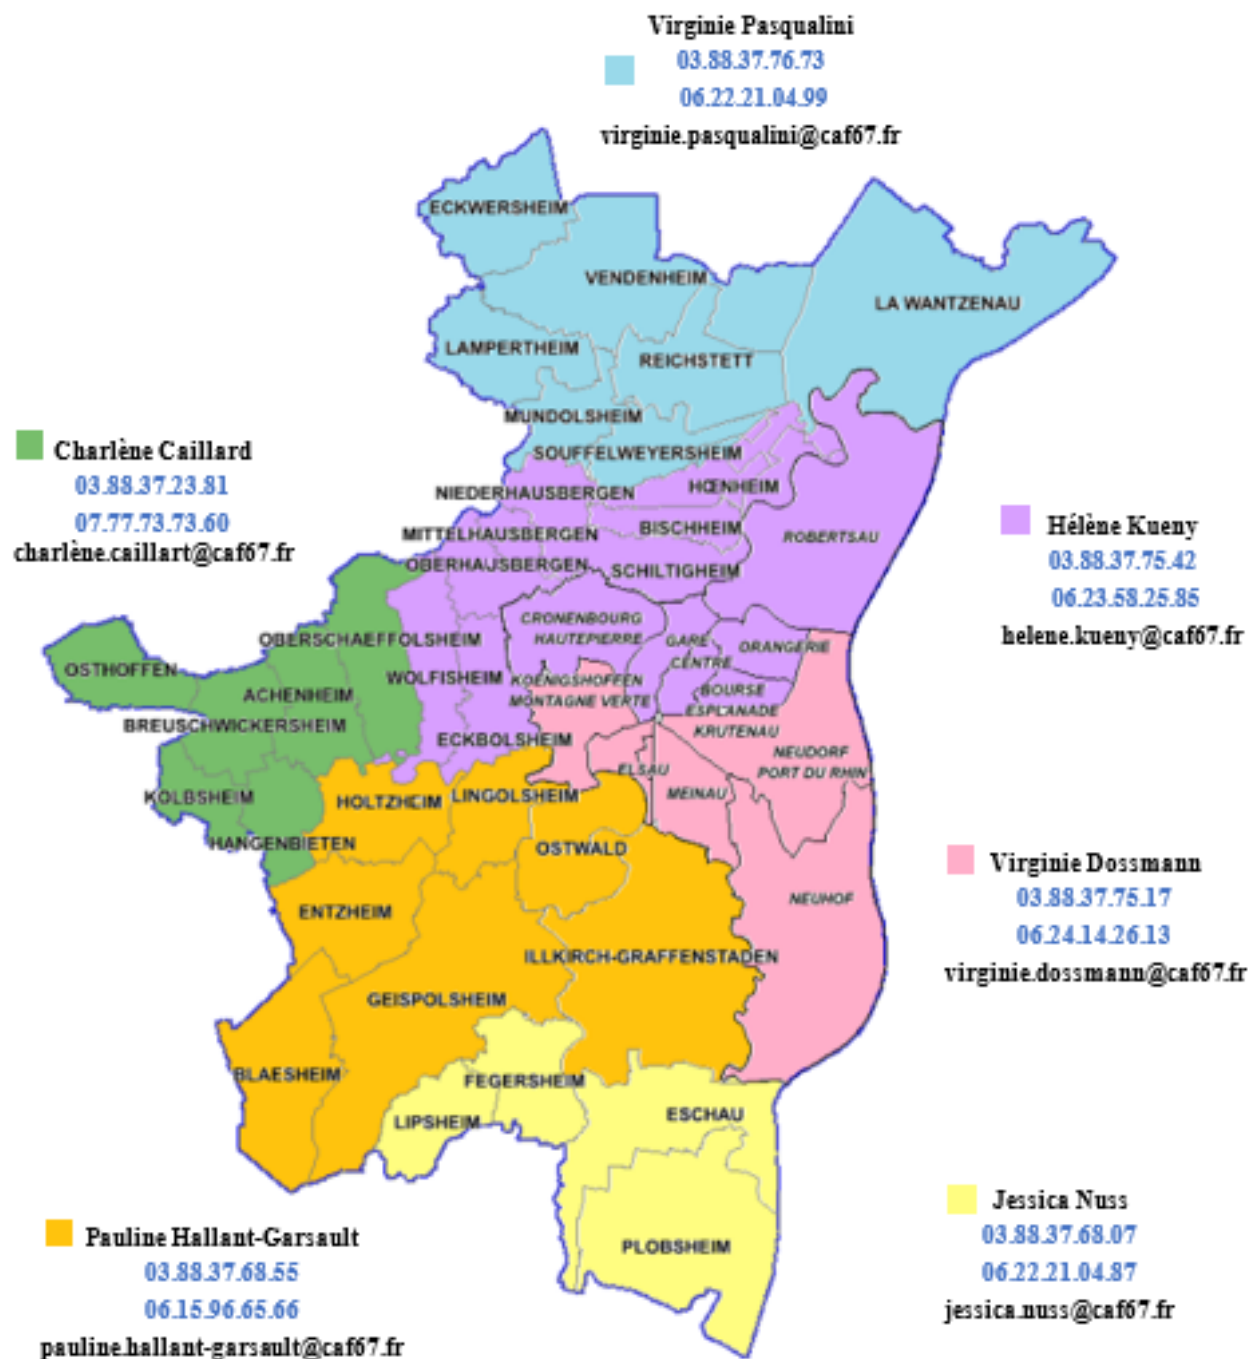 Virginie Pasqualini
03.88.37.76.73
06.22.21.04.99
virginie.pasqualini@caf67.fr
ECKWERSHEIM
VENDENHEIM
LA WANTZENAU
LAMPERTHEIM
REICHSTETT
MUNDOLSHEIM
SOUFFELWEYERSHEIM
Charlène Caillard
03.88.37.23.81
07.77.73.73.60
charlène.caillart@caf67.fr
NIEDERHAUSBERGEN
HŒNHEIM
MITTELHAUSBERGEN
BISCHHEIM
ROBERTSAU
OBERHAUSBERGEN
SCHILTIGHEIM
Hélène Kueny
03.88.37.75.42
06.23.58.25.85
helene.kueny@caf67.fr
CRONENBOURG
HAUTEPIERRE
GARE
CENTRE
ORANGERIE
OBERSCHAEFFOLSHEIM
OSTHOFFEN
WOLFISHEIM
KOENIGSHOFFEN
MONTAGNE VERTE
BOURSE
ESPLANADE
KRUTENAU
ACHENHEIM
BREUSCHWICKERSHEIM
ECKBOLSHEIM
NEUDORF
PORT DU RHIN
ELSAU
MEINAU
KOLBSHEIM
HOLTZHEIM
LINGOLSHEIM
HANGENBIETEN
OSTWALD
Virginie Dossmann
03.88.37.75.17
06.24.14.26.13
virginie.dossmann@caf67.fr
NEUHOF
ENTZHEIM
ILLKIRCH-GRAFFENSTADEN
GEISPOLSHEIM
BLAESHEIM
FEGERSHEIM
LIPSHEIM
ESCHAU
PLOBSHEIM
Jessica Nuss
03.88.37.68.07
06.22.21.04.87
jessica.nuss@caf67.fr
Pauline Hallant-Garsault
03.88.37.68.55
06.15.96.65.66
pauline.hallant-garsault@caf67.fr